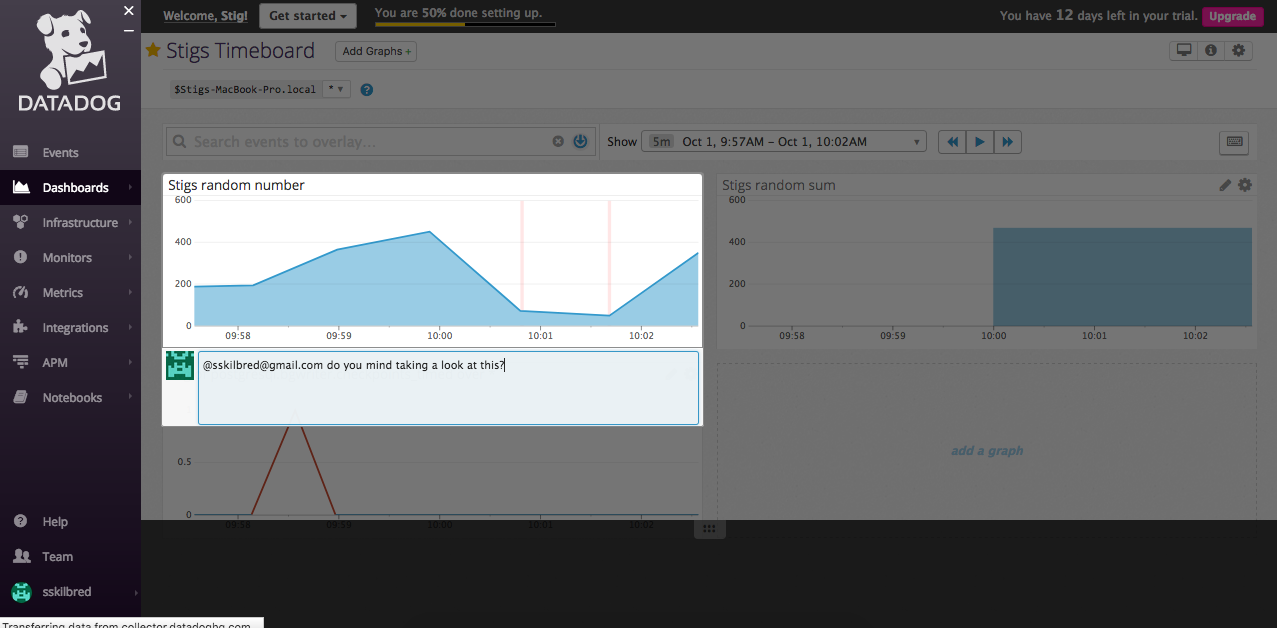 DATADOG
Events
Dashboards
Infrastructure
Monitors
Metrics
Integrations
APM
Notebooks
Help
Team
sskilbred
Transferring data from collector.datadoghq.com
Welcome, Stig!
Get started
You are 50% done setting up.
You have 12 days left in your trial.
Upgrade
Stigs Timeboard
Add Graphs +
$Stigs-MacBook-Pro.local
*
Search events to overlay...
Show
5m Oct 1, 9:57AM – Oct 1, 10:02AM
Stigs random number
600
400
200
0
09:58 09:59 10:00 10:01 10:02
@sskilbred@gmail.com do you mind taking a look at this?
0.5
0
09:58 09:59 10:00 10:01 10:02
Stigs random sum
600
400
200
0
09:58 09:59 10:00 10:01 10:02
add a graph